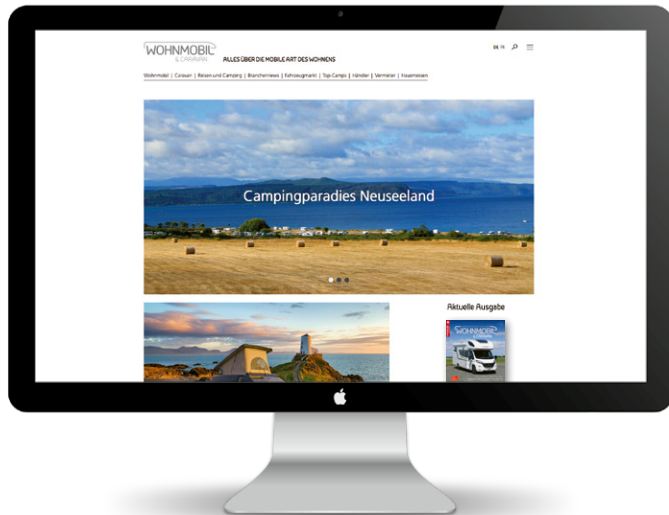 WOHNMOBIL
& CARAVAN
ALLES ÜBER DIE MOBILE ART DES WOHNENS
DE FR
Wohnmobil | Caravan | Reisen und Camping | Branchennews | Fahrzeugmarkt | Top-Camps | Händler | Vermieter | Hausmessen
Campingparadies Neuseeland
Aktuelle Ausgabe
WOHNMOBIL
& CARAVAN